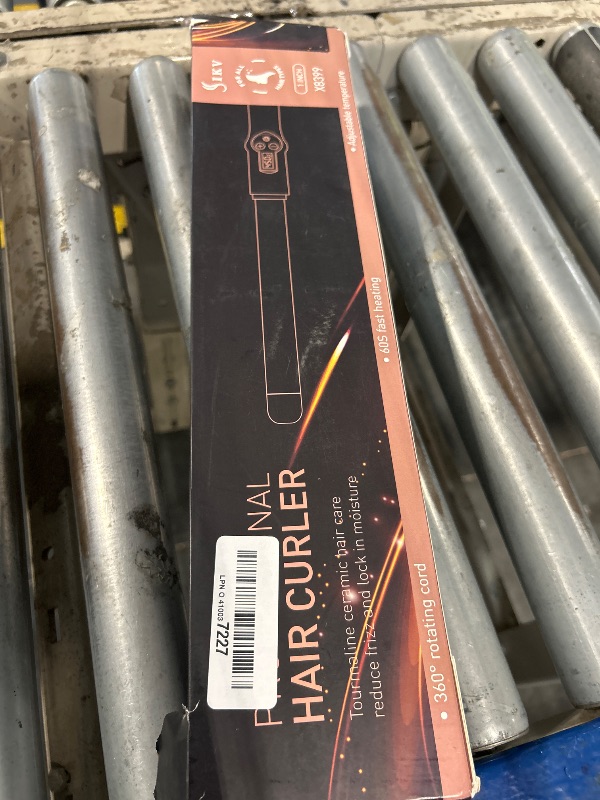 SIKV
1 INCH
X8399
• Adjustable temperature
• 60S fast heating
• 360° rotating cord
NAL
HAIR CURLER
Tourmaline ceramic hair care
reduce frizz and lock in moisture
LPN C 41003 7227